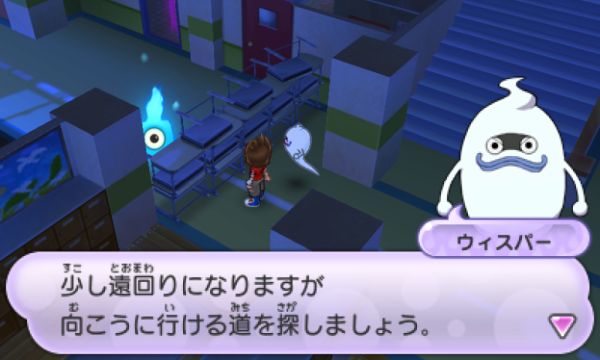 ウィスパー
少し遠回りになりますが
向こうに行ける道を探しましょう。